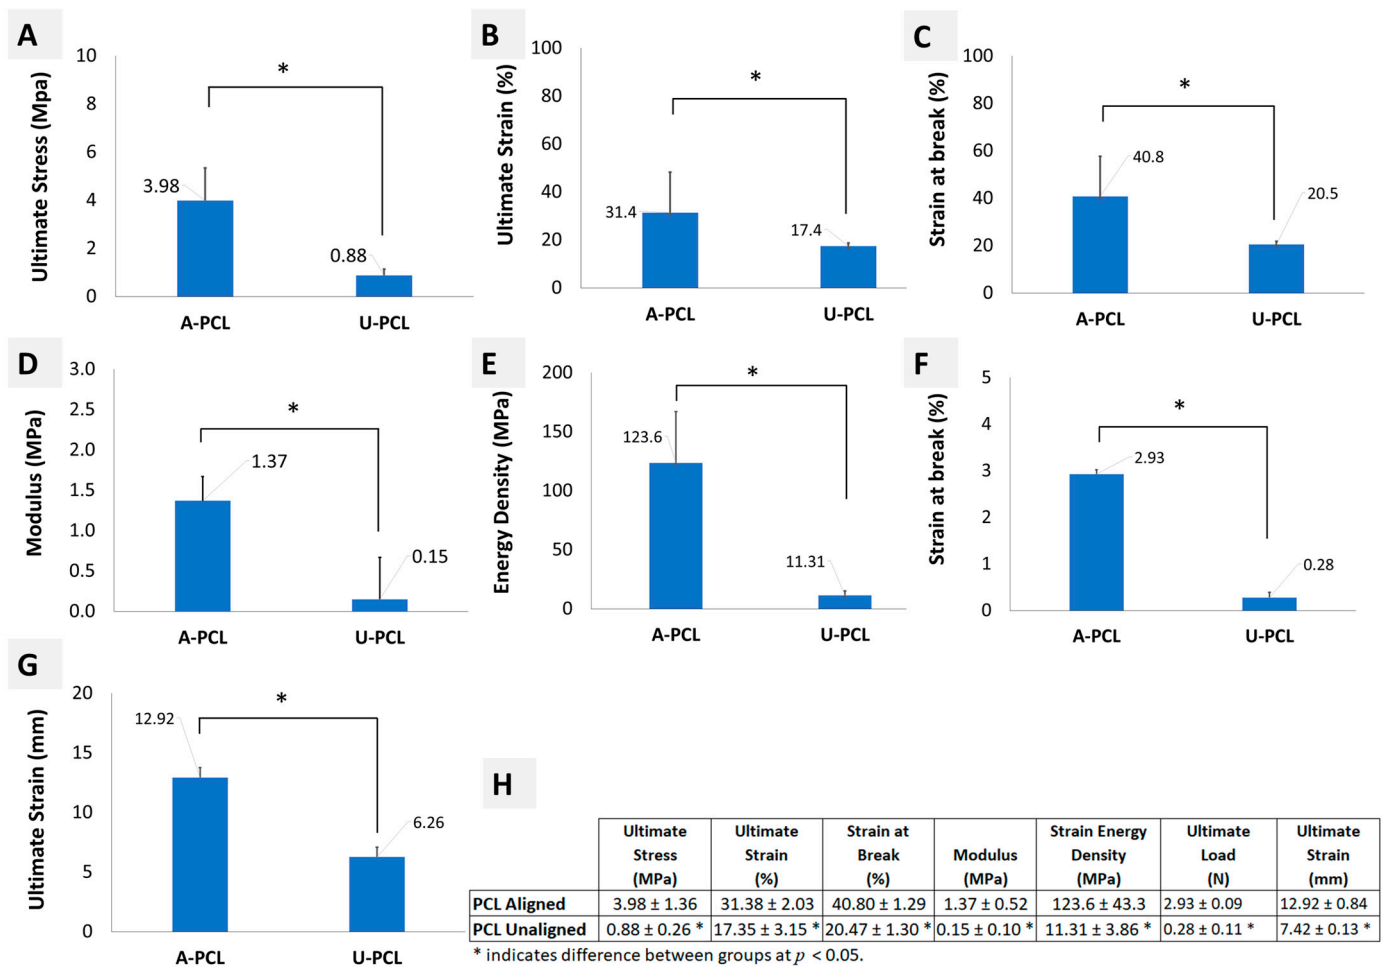 A
Ultimate Stress (Mpa)
10
8
6
4
2
0
*
3.98
0.88
A-PCL U-PCL
B
Ultimate Strain (%)
100
80
60
40
20
0
*
31.4
17.4
A-PCL U-PCL
C
Strain at break (%)
100
80
60
40
20
0
*
40.8
20.5
A-PCL U-PCL
D
Modulus (MPa)
3.0
2.5
2.0
1.5
1.0
0.5
0.0
*
1.37
0.15
A-PCL U-PCL
E
Energy Density (MPa)
200
150
100
50
0
*
123.6
11.31
A-PCL U-PCL
F
Strain at break (%)
5
4
3
2
1
0
*
2.93
0.28
A-PCL U-PCL
G
Ultimate Strain (mm)
20
15
10
5
0
*
12.92
6.26
A-PCL U-PCL
H
Ultimate Stress (MPa) Ultimate Strain (%) Strain at Break (%) Modulus (MPa) Strain Energy Density (MPa) Ultimate Load (N) Ultimate Strain (mm)
PCL Aligned 3.98 ± 1.36 31.38 ± 2.03 40.80 ± 1.29 1.37 ± 0.52 123.6 ± 43.3 2.93 ± 0.09 12.92 ± 0.84
PCL Unaligned 0.88 ± 0.26 * 17.35 ± 3.15 * 20.47 ± 1.30 * 0.15 ± 0.10 * 11.31 ± 3.86 * 0.28 ± 0.11 * 7.42 ± 0.13 *
* indicates difference between groups at p < 0.05.